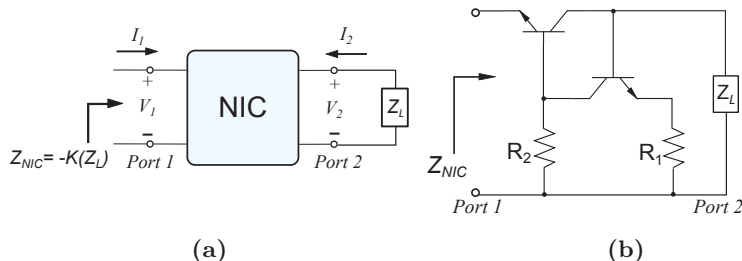 I1
I2
+
V1
−
NIC
+
V2
−
ZL
ZNIC= -K(ZL)
Port 1
Port 2
(a)
ZNIC
R2
R1
ZL
Port 1
Port 2
(b)